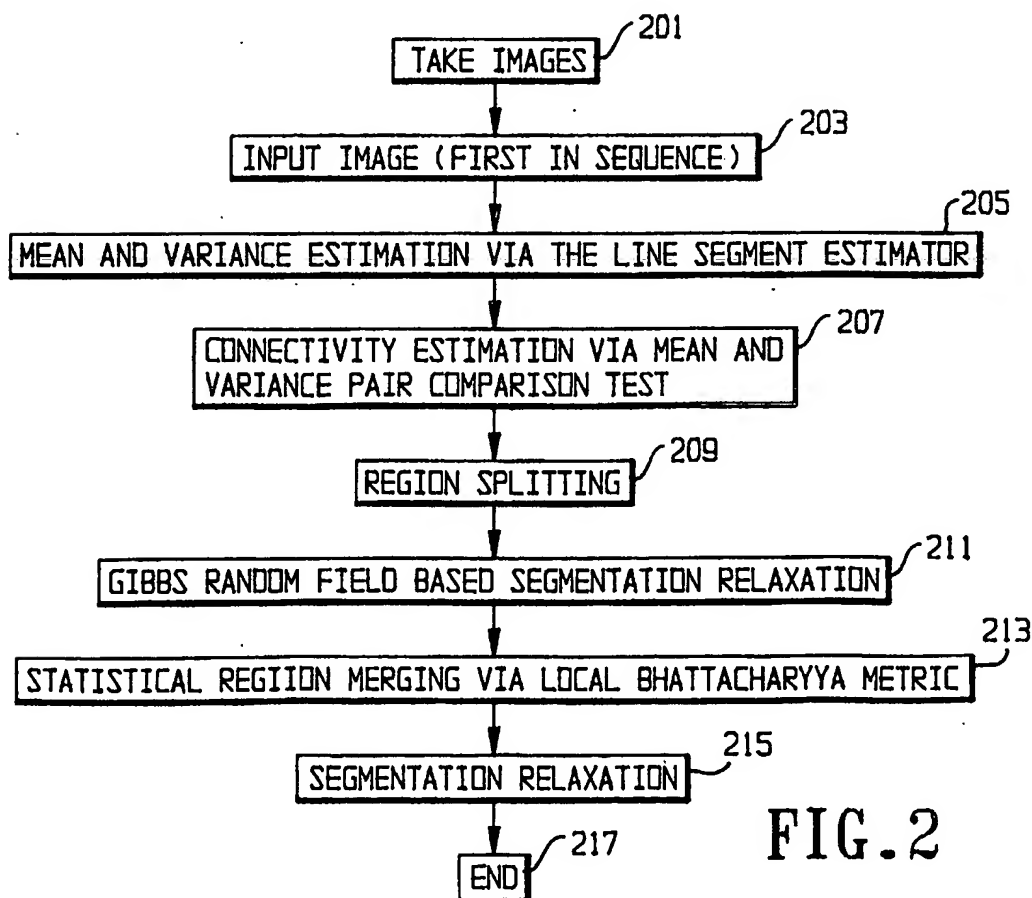 201
TAKE IMAGES
203
INPUT IMAGE (FIRST IN SEQUENCE)
205
MEAN AND VARIANCE ESTIMATION VIA THE LINE SEGMENT ESTIMATOR
207
CONNECTIVITY ESTIMATION VIA MEAN AND
VARIANCE PAIR COMPARISON TEST
209
REGION SPLITTING
211
GIBBS RANDOM FIELD BASED SEGMENTATION RELAXATION
213
STATISTICAL REGIION MERGING VIA LOCAL BHATTACHARYYA METRIC
215
SEGMENTATION RELAXATION
217
END
FIG.2